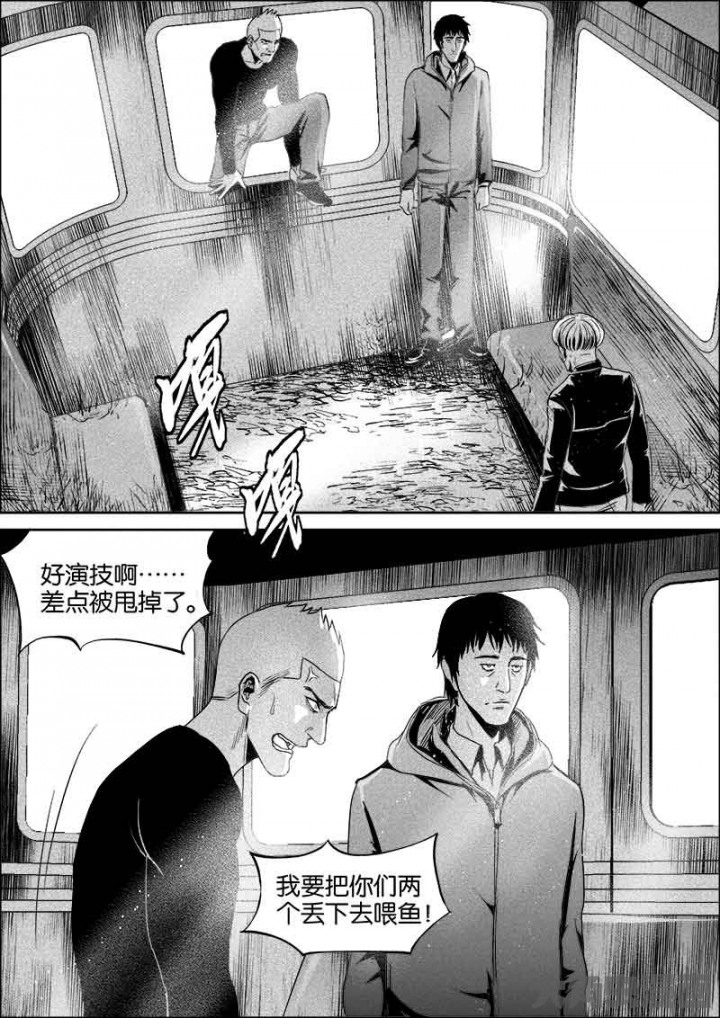 嘎
嘎
好演技啊……
差点被甩掉了。
我要把你们两
个丢下去喂鱼！